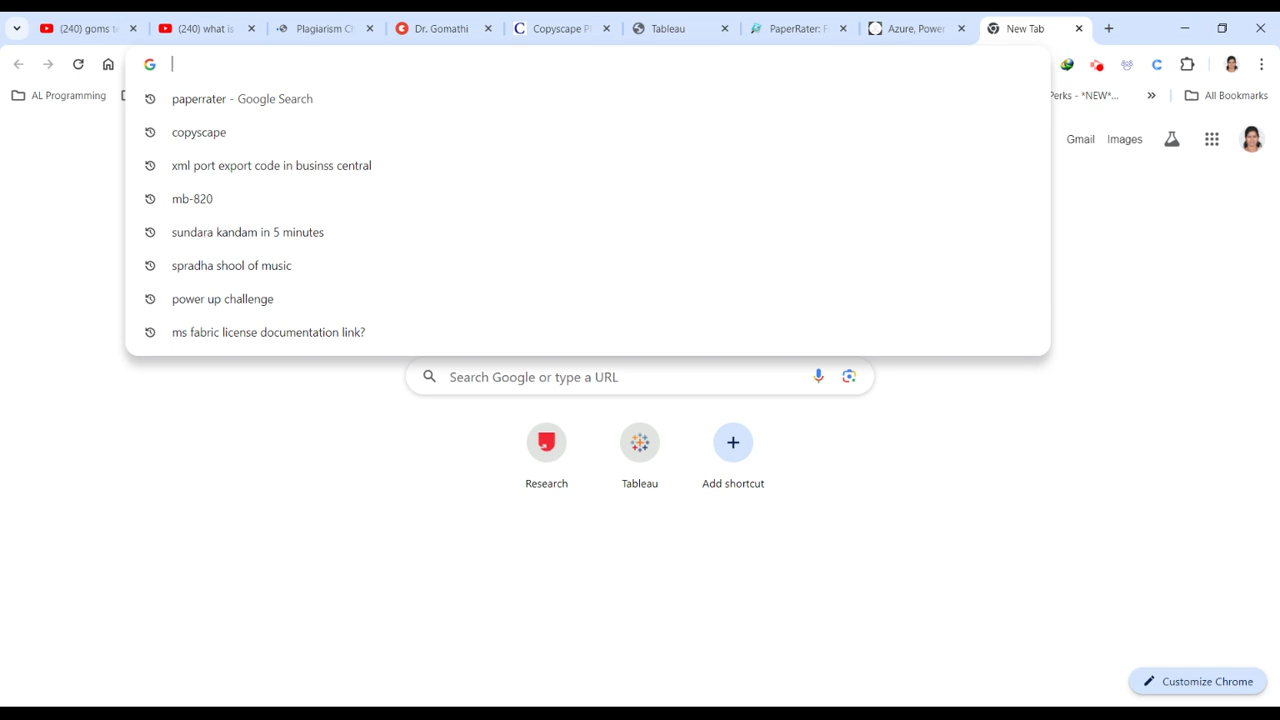 (240) goms to
(240) what is
Plagiarism C
Dr. Gomathi
Copyscape P
Tableau
PaperRater: F
Azure, Power
New Tab
AL Programming
Perks - *NEW*...
All Bookmarks
paperrater - Google Search
copyscape
xml port export code in businss central
mb-820
sundara kandam in 5 minutes
spradha shool of music
power up challenge
ms fabric license documentation link?
Gmail
Images
Search Google or type a URL
Research
Tableau
Add shortcut
Customize Chrome